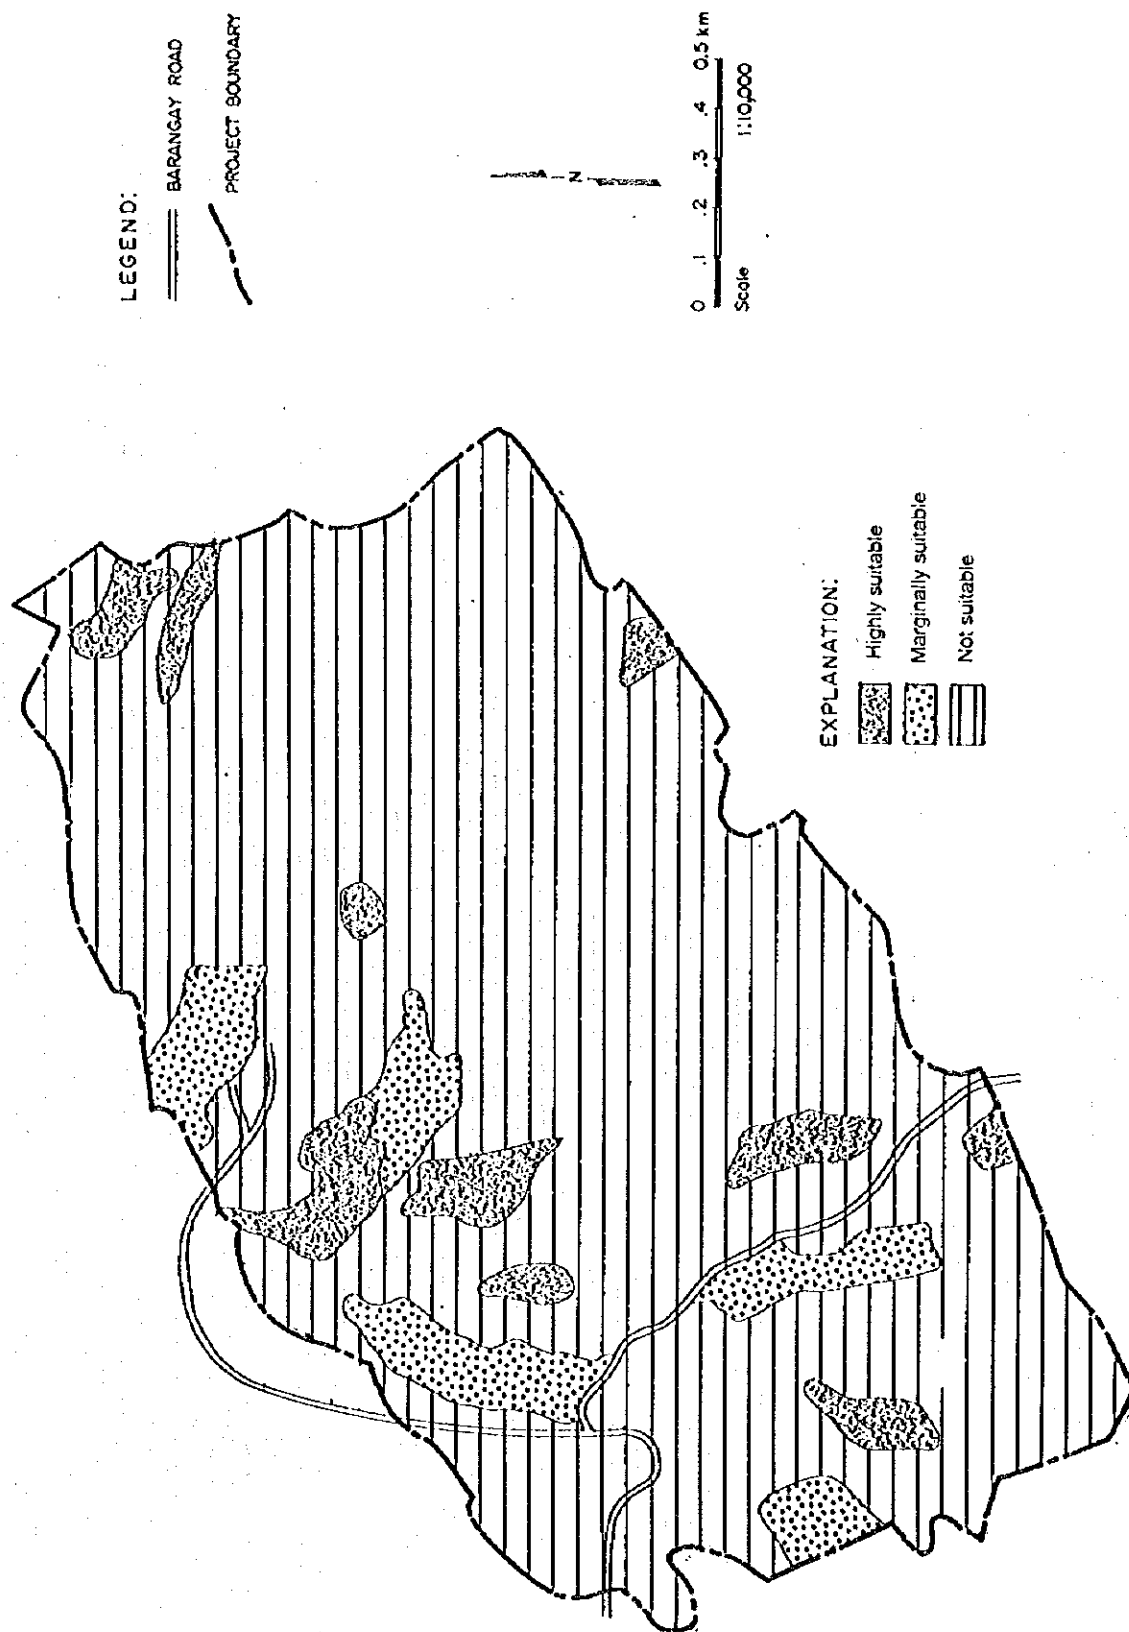 LEGEND:
BARANGAY ROAD
PROJECT BOUNDARY
N
0 .1 .2 .3 .4 0.5 km
Scale 1:10,000
EXPLANATION:
Highly suitable
Marginally suitable
Not suitable